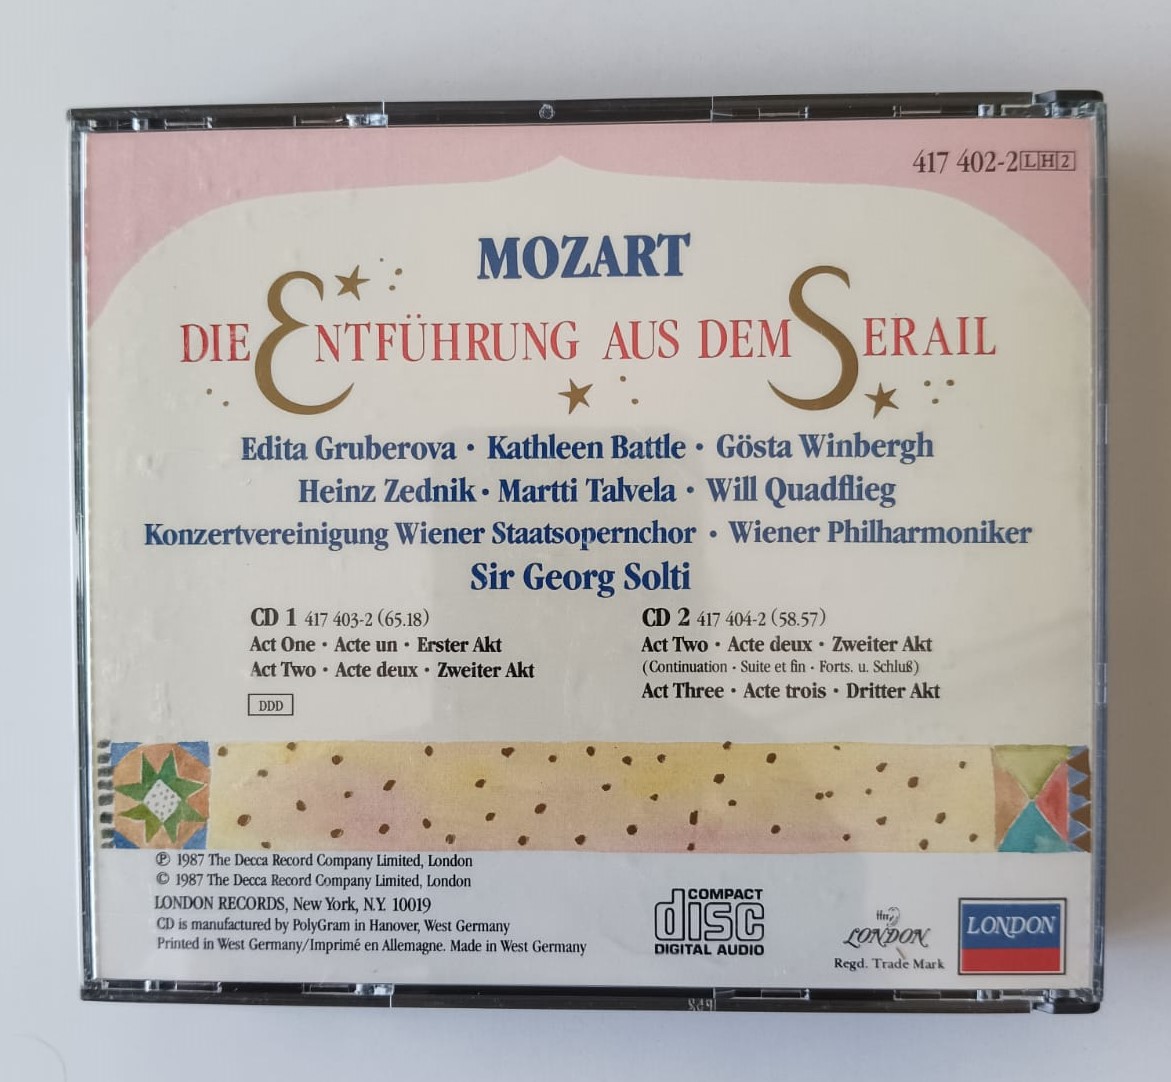 417 402-2 LH2
MOZART
DIE ENTFÜHRUNG AUS DEM SERAIL
Edita Gruberova · Kathleen Battle · Gösta Winbergh
Heinz Zednik · Martti Talvela · Will Quadflieg
Konzertvereinigung Wiener Staatsopernchor · Wiener Philharmoniker
Sir Georg Solti
CD 1 417 403-2 (65.18)
Act One · Acte un · Erster Akt
Act Two · Acte deux · Zweiter Akt
DDD
CD 2 417 404-2 (58.57)
Act Two · Acte deux · Zweiter Akt
(Continuation · Suite et fin · Forts. u. Schluß)
Act Three · Acte trois · Dritter Akt
℗ 1987 The Decca Record Company Limited, London
© 1987 The Decca Record Company Limited, London
LONDON RECORDS, New York, N.Y. 10019
CD is manufactured by PolyGram in Hanover, West Germany
Printed in West Germany/Imprimé en Allemagne. Made in West Germany
COMPACT
disc
DIGITAL AUDIO
ffrr
LONDON
Regd. Trade Mark
LONDON